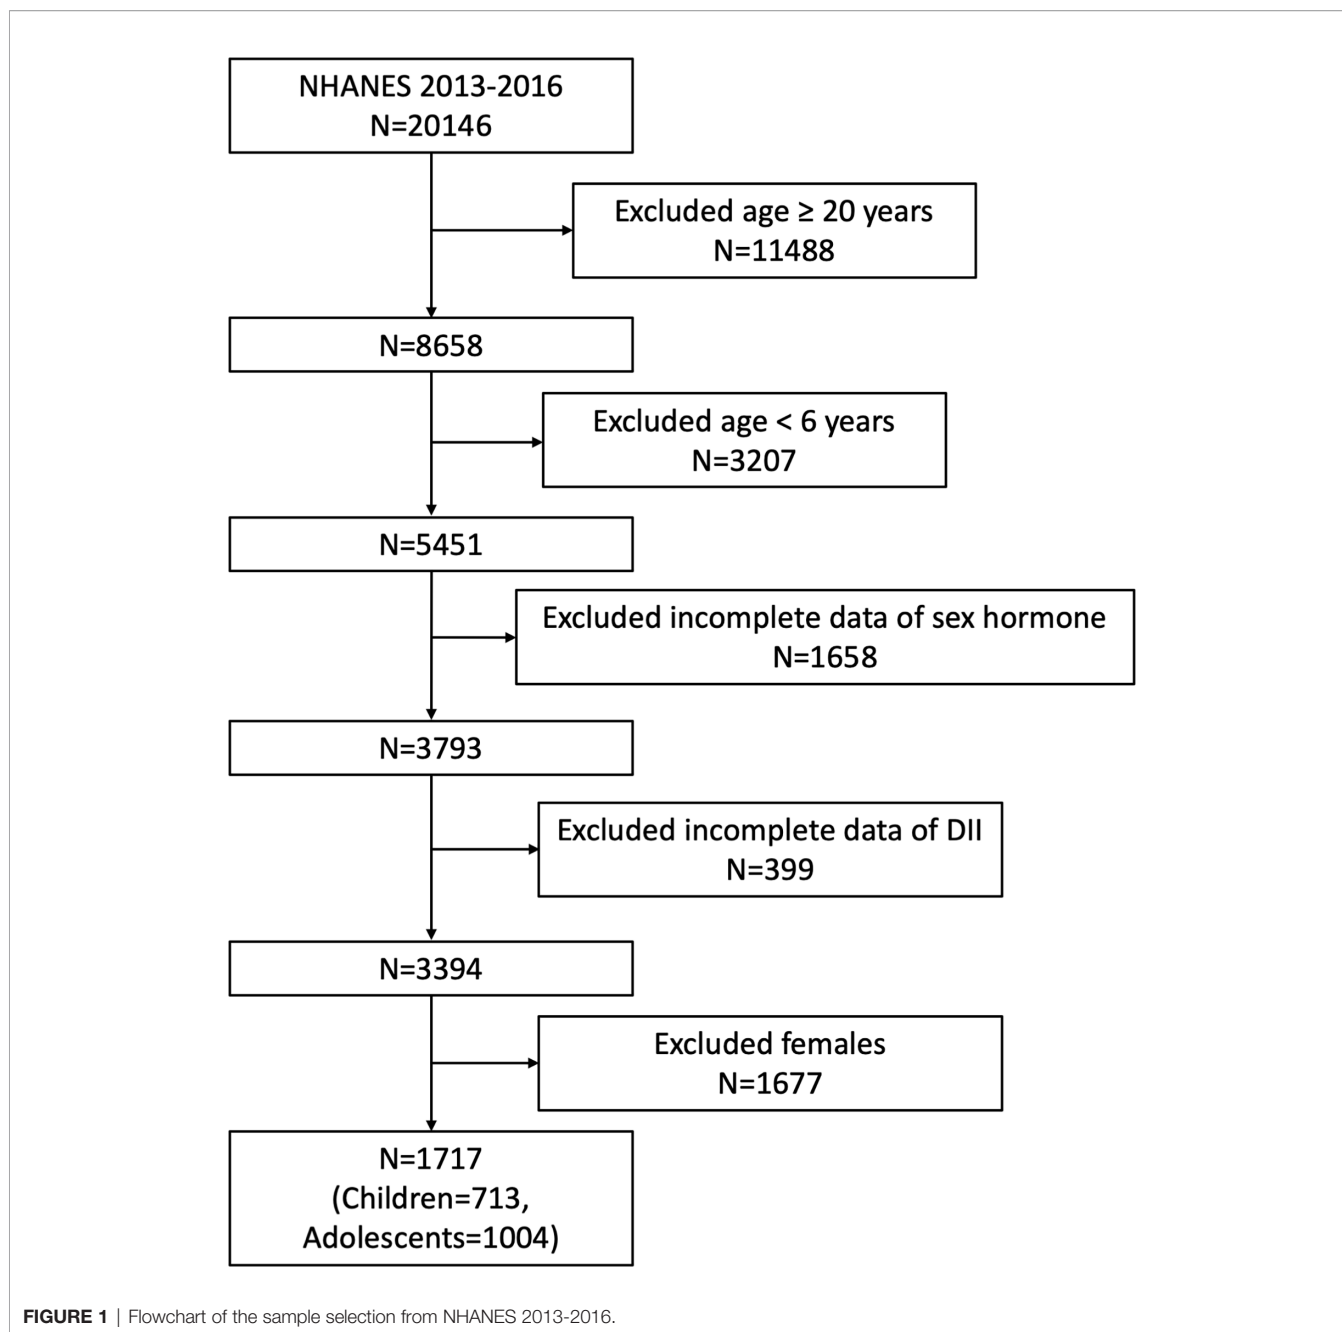 NHANES 2013-2016
N=20146
Excluded age ≥ 20 years
N=11488
N=8658
Excluded age < 6 years
N=3207
N=5451
Excluded incomplete data of sex hormone
N=1658
N=3793
Excluded incomplete data of DII
N=399
N=3394
Excluded females
N=1677
N=1717
(Children=713,
Adolescents=1004)
FIGURE 1 | Flowchart of the sample selection from NHANES 2013-2016.